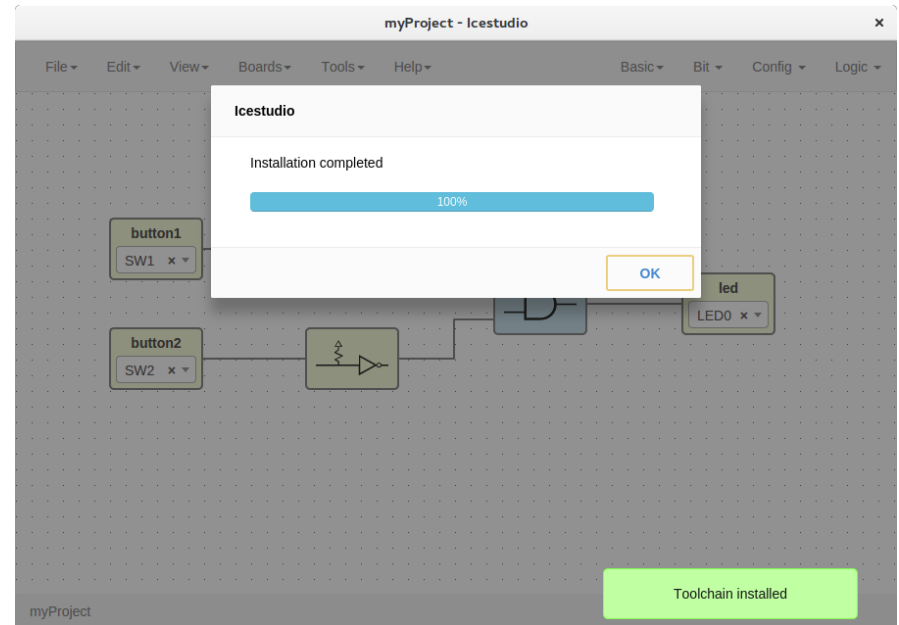 myProject - Icestudio ×
File Edit View Boards Tools Help Basic Bit Config Logic
Icestudio
Installation completed
100%
OK
button1
SW1 ×
led
LED0 ×
button2
SW2 ×
Toolchain installed
myProject